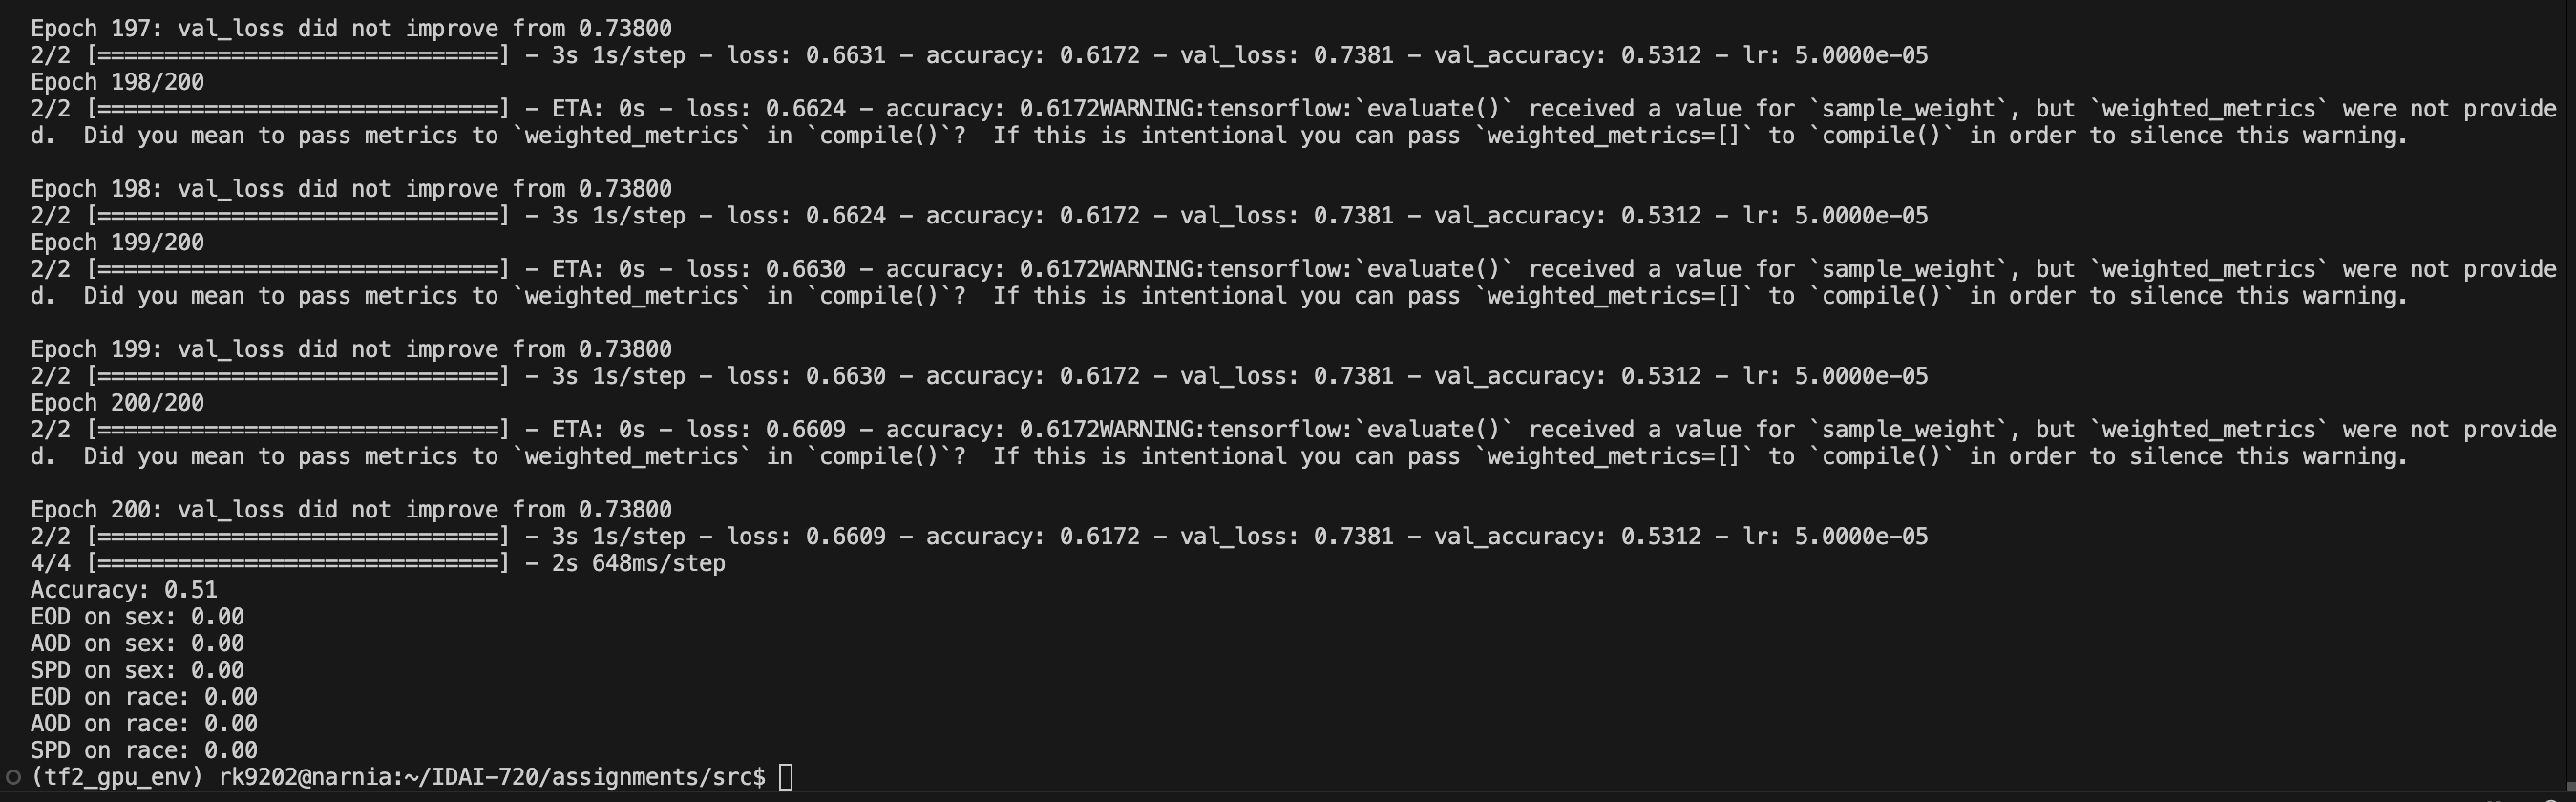 Epoch 197: val_loss did not improve from 0.73800
2/2 [==============================] - 3s 1s/step - loss: 0.6631 - accuracy: 0.6172 - val_loss: 0.7381 - val_accuracy: 0.5312 - lr: 5.0000e-05
Epoch 198/200
2/2 [==============================] - ETA: 0s - loss: 0.6624 - accuracy: 0.6172WARNING:tensorflow:`evaluate()` received a value for `sample_weight`, but `weighted_metrics` were not provide
d.  Did you mean to pass metrics to `weighted_metrics` in `compile()`?  If this is intentional you can pass `weighted_metrics=[]` to `compile()` in order to silence this warning.
Epoch 198: val_loss did not improve from 0.73800
2/2 [==============================] - 3s 1s/step - loss: 0.6624 - accuracy: 0.6172 - val_loss: 0.7381 - val_accuracy: 0.5312 - lr: 5.0000e-05
Epoch 199/200
2/2 [==============================] - ETA: 0s - loss: 0.6630 - accuracy: 0.6172WARNING:tensorflow:`evaluate()` received a value for `sample_weight`, but `weighted_metrics` were not provide
d.  Did you mean to pass metrics to `weighted_metrics` in `compile()`?  If this is intentional you can pass `weighted_metrics=[]` to `compile()` in order to silence this warning.
Epoch 199: val_loss did not improve from 0.73800
2/2 [==============================] - 3s 1s/step - loss: 0.6630 - accuracy: 0.6172 - val_loss: 0.7381 - val_accuracy: 0.5312 - lr: 5.0000e-05
Epoch 200/200
2/2 [==============================] - ETA: 0s - loss: 0.6609 - accuracy: 0.6172WARNING:tensorflow:`evaluate()` received a value for `sample_weight`, but `weighted_metrics` were not provide
d.  Did you mean to pass metrics to `weighted_metrics` in `compile()`?  If this is intentional you can pass `weighted_metrics=[]` to `compile()` in order to silence this warning.
Epoch 200: val_loss did not improve from 0.73800
2/2 [==============================] - 3s 1s/step - loss: 0.6609 - accuracy: 0.6172 - val_loss: 0.7381 - val_accuracy: 0.5312 - lr: 5.0000e-05
4/4 [==============================] - 2s 648ms/step
Accuracy: 0.51
EOD on sex: 0.00
AOD on sex: 0.00
SPD on sex: 0.00
EOD on race: 0.00
AOD on race: 0.00
SPD on race: 0.00
(tf2_gpu_env) rk9202@narnia:~/IDAI-720/assignments/src$